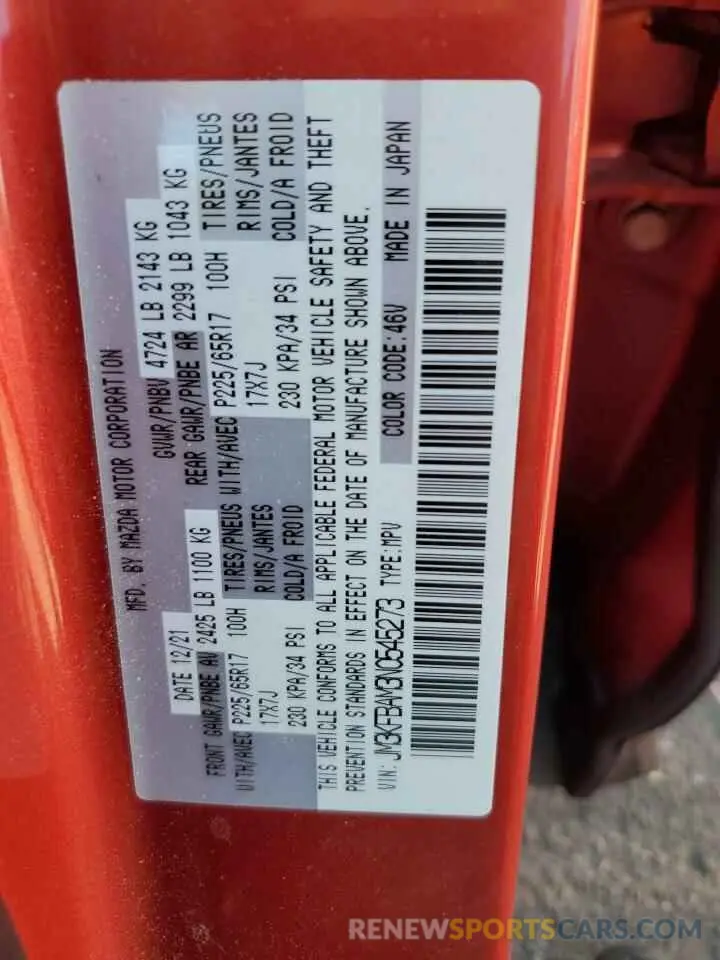 MFD. BY MAZDA MOTOR CORPORATION
DATE 12/21 GVWR/PNBV 4724 LB 2143 KG
FRONT GAWR/PNBE AV 2425 LB 1100 KG REAR GAWR/PNBE AR 2299 LB 1043 KG
WITH/AVEC P225/65R17 100H TIRES/PNEUS WITH/AVEC P225/65R17 100H TIRES/PNEUS
17X7J RIMS/JANTES 17X7J RIMS/JANTES
230 KPA/34 PSI COLD/A FROID 230 KPA/34 PSI COLD/A FROID
THIS VEHICLE CONFORMS TO ALL APPLICABLE FEDERAL MOTOR VEHICLE SAFETY AND THEFT
PREVENTION STANDARDS IN EFFECT ON THE DATE OF MANUFACTURE SHOWN ABOVE.
VIN: JM3KFBAM3N0545273 TYPE:MPV COLOR CODE:46V MADE IN JAPAN
RENEWSPORTSCARS.COM